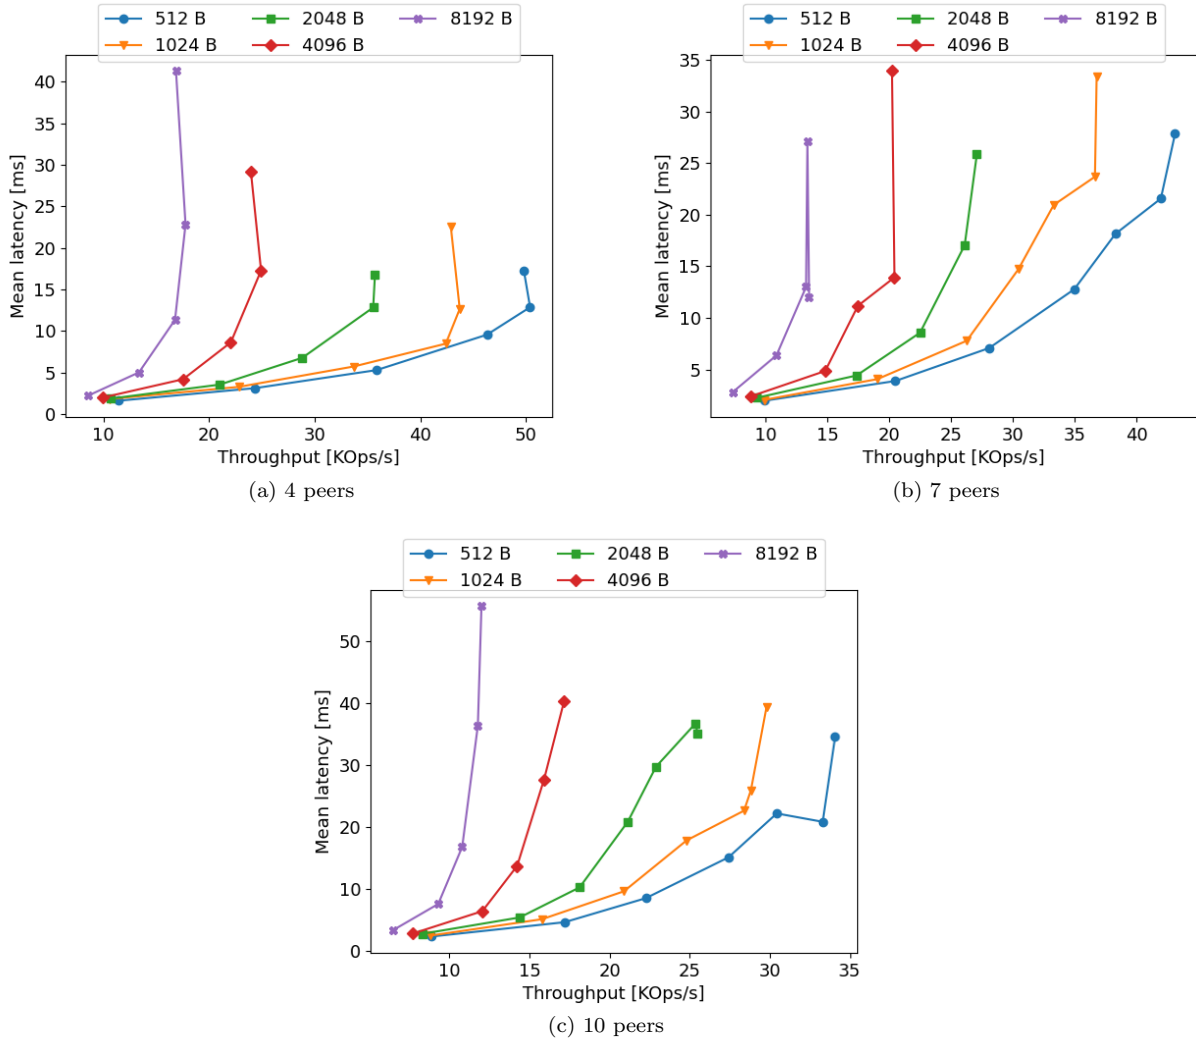 512 B 2048 B 8192 B
1024 B 4096 B
Mean latency [ms]
40
35
30
25
20
15
10
5
0
10 20 30 40 50
Throughput [KOps/s]
(a) 4 peers
512 B 2048 B 8192 B
1024 B 4096 B
Mean latency [ms]
35
30
25
20
15
10
5
10 15 20 25 30 35 40
Throughput [KOps/s]
(b) 7 peers
512 B 2048 B 8192 B
1024 B 4096 B
Mean latency [ms]
50
40
30
20
10
0
10 15 20 25 30 35
Throughput [KOps/s]
(c) 10 peers